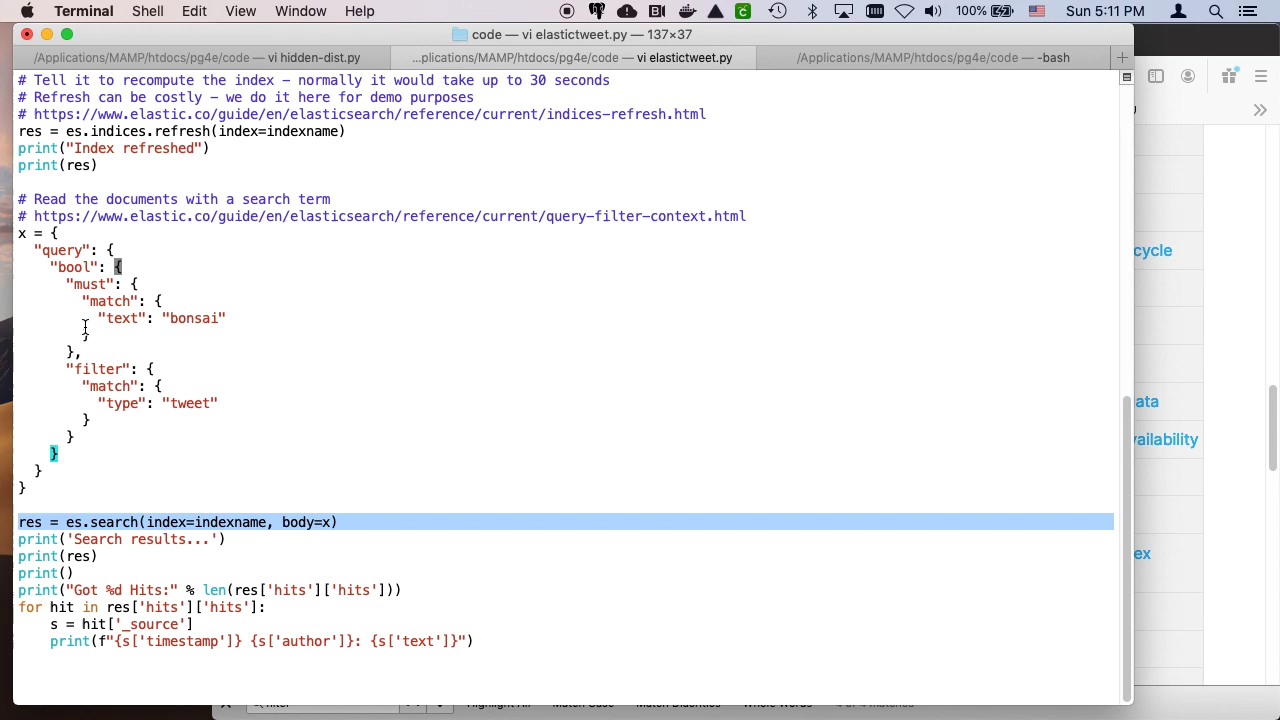 Terminal Shell Edit View Window Help 100% Sun 5:11 PM
code — vi elastictweet.py — 137×37
/Applications/MAMP/htdocs/pg4e/code — vi hidden-dist.py ...plications/MAMP/htdocs/pg4e/code — vi elastictweet.py /Applications/MAMP/htdocs/pg4e/code — -bash
# Tell it to recompute the index – normally it would take up to 30 seconds
# Refresh can be costly – we do it here for demo purposes
# https://www.elastic.co/guide/en/elasticsearch/reference/current/indices-refresh.html
res = es.indices.refresh(index=indexname)
print("Index refreshed")
print(res)
# Read the documents with a search term
# https://www.elastic.co/guide/en/elasticsearch/reference/current/query-filter-context.html
x = {
  "query": {
    "bool": {
      "must": {
        "match": {
          "text": "bonsai"
        }
      },
      "filter": {
        "match": {
          "type": "tweet"
        }
      }
    }
  }
}
res = es.search(index=indexname, body=x)
print('Search results...')
print(res)
print()
print("Got %d Hits:" % len(res['hits']['hits']))
for hit in res['hits']['hits']:
    s = hit['_source']
    print(f"{s['timestamp']} {s['author']}: {s['text']}")
cycle
ata
vailability
ex